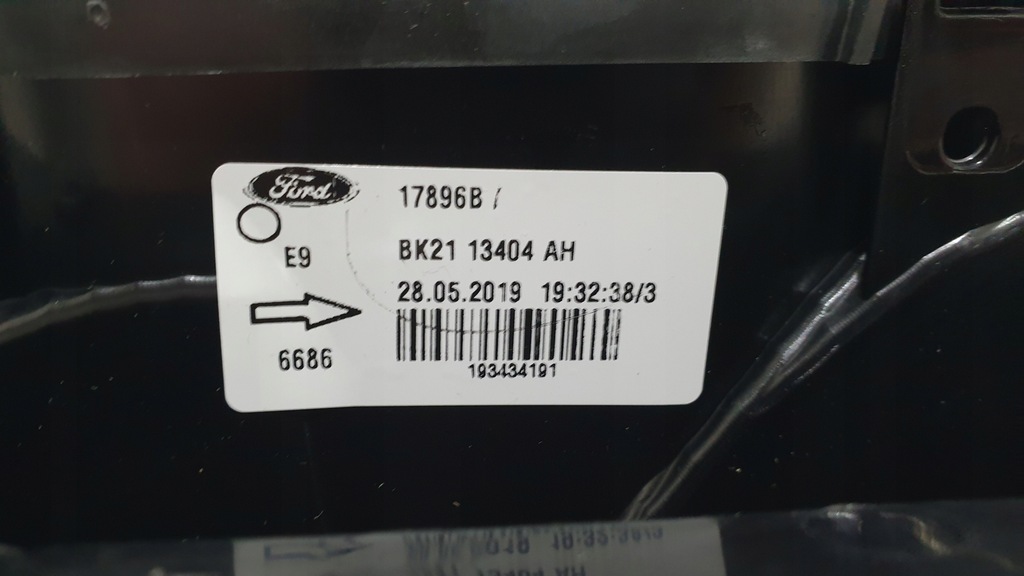 Ford
17896B /
E9
BK21 13404 AH
28.05.2019 19:32:38/3
6686
193434191